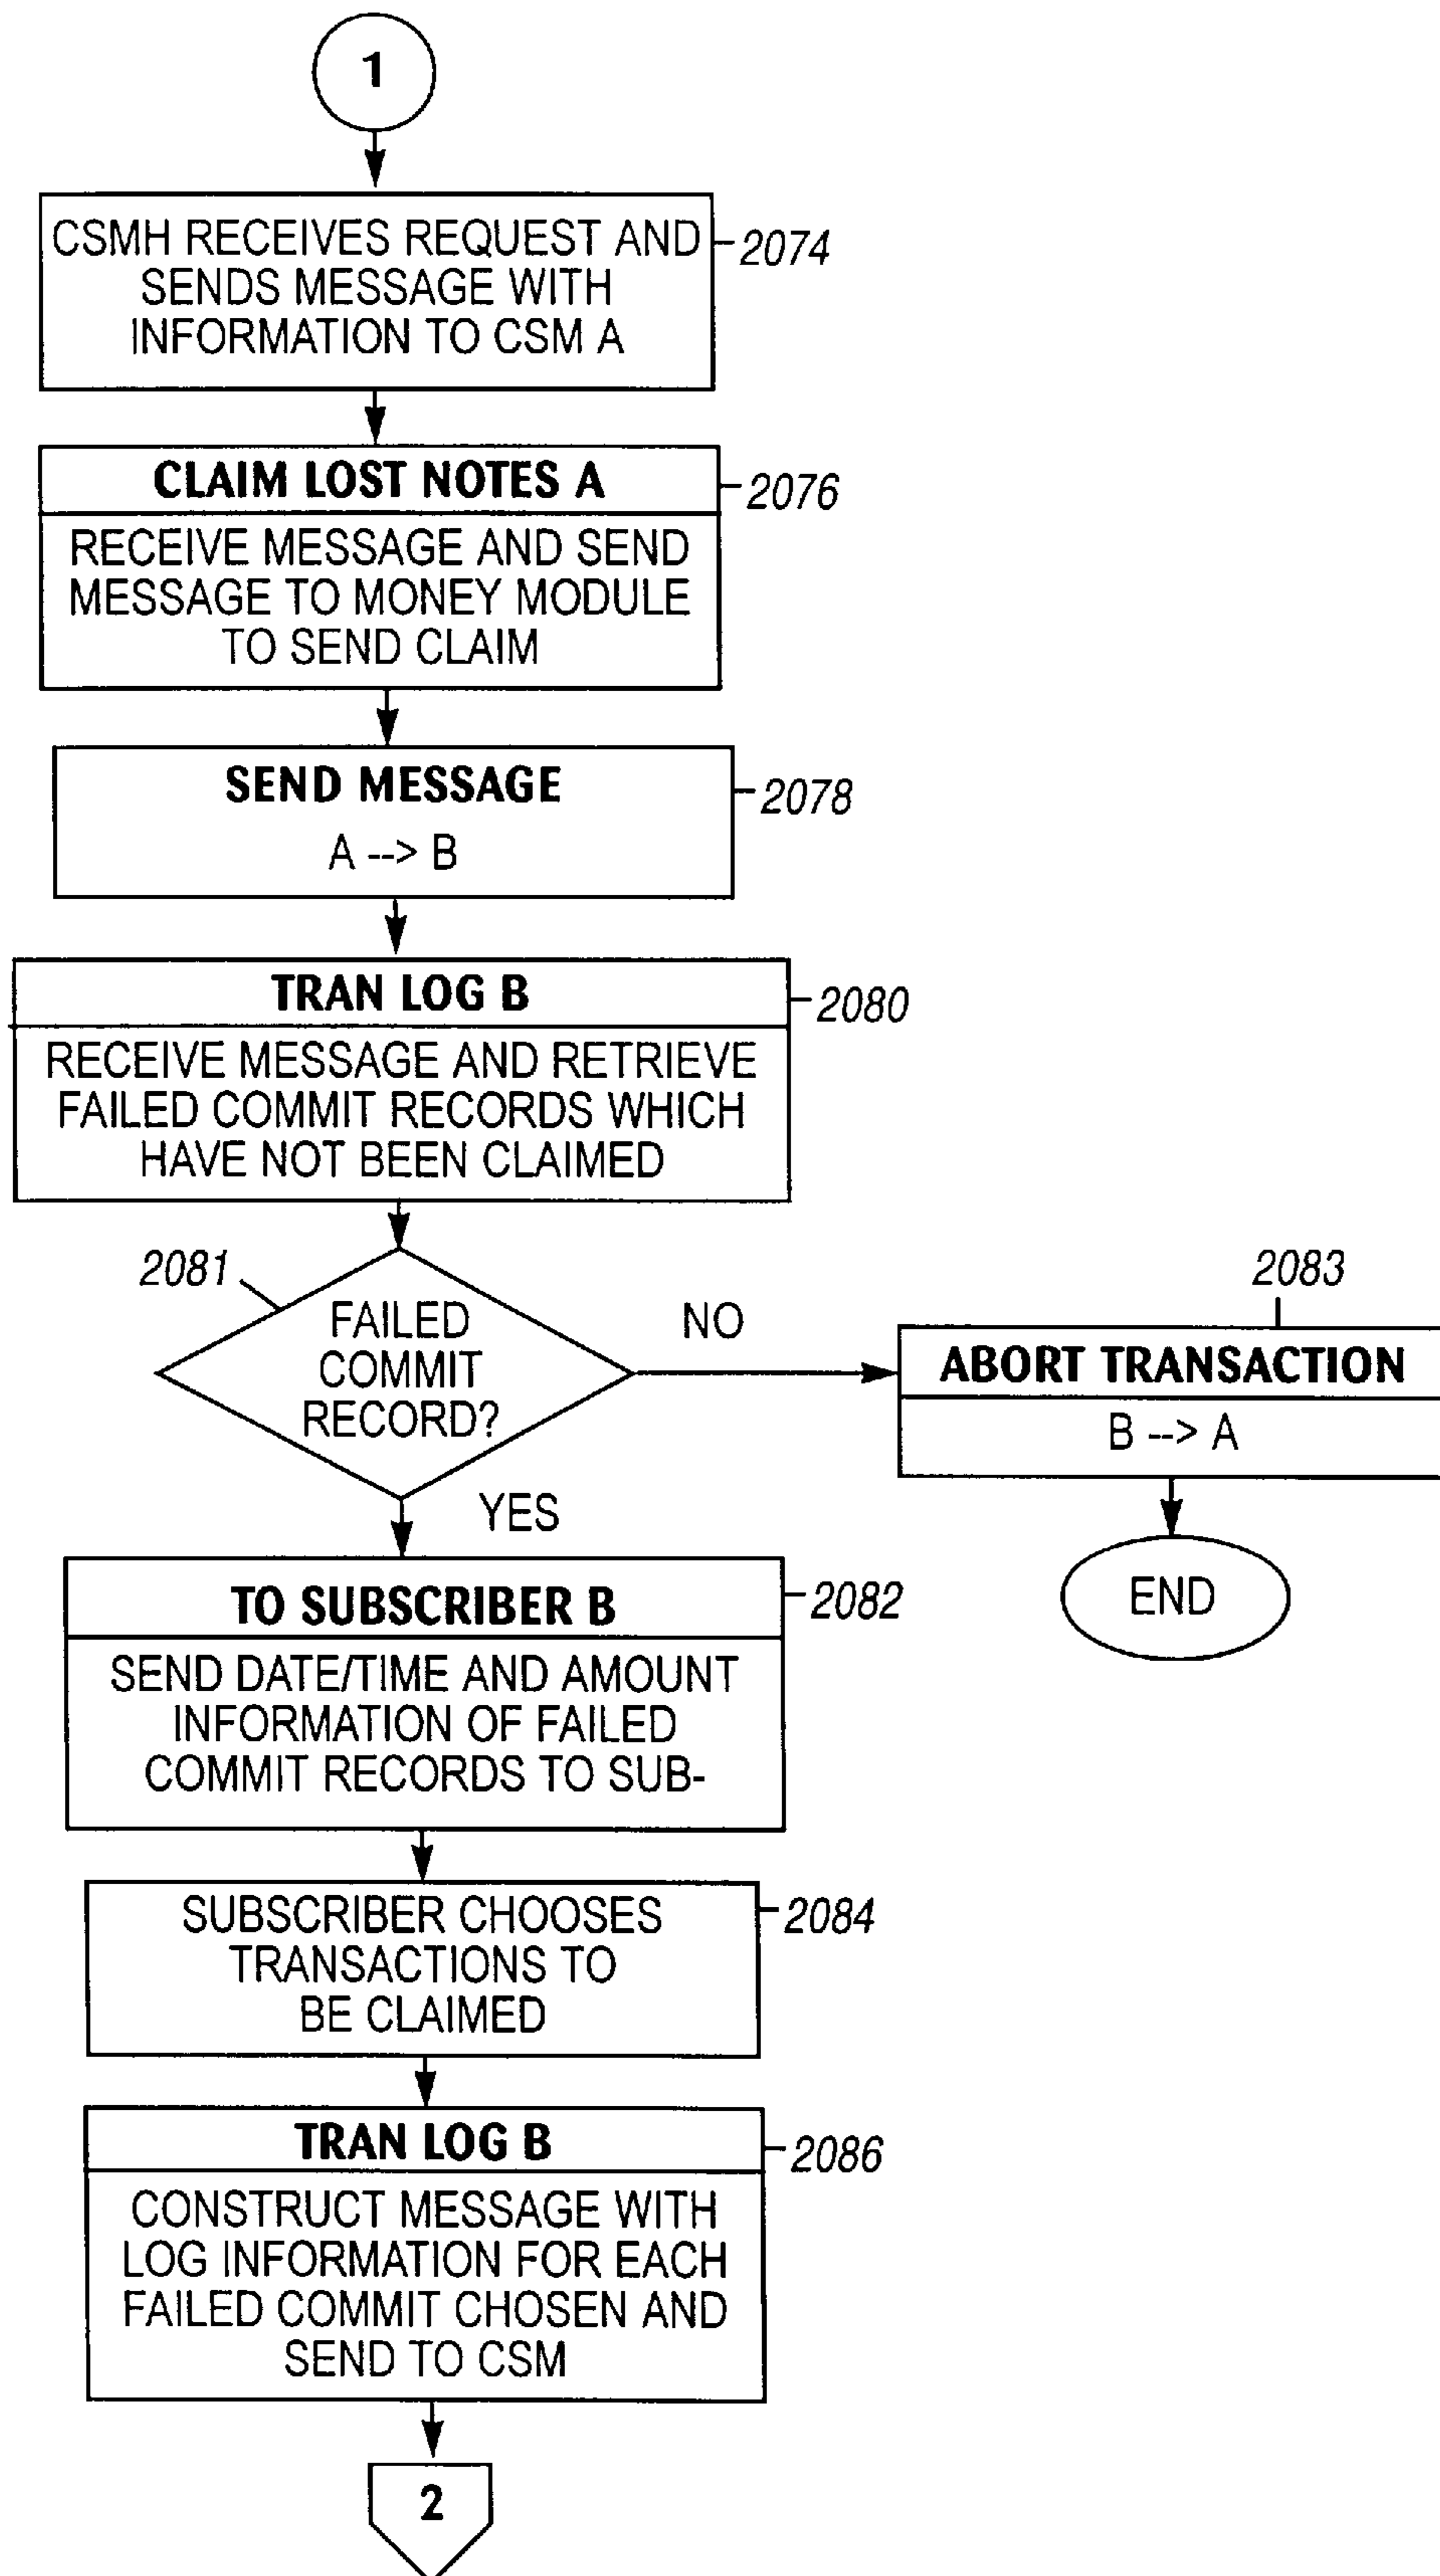 1
CSMH RECEIVES REQUEST AND
SENDS MESSAGE WITH
INFORMATION TO CSM A
2074
CLAIM LOST NOTES A
2076
RECEIVE MESSAGE AND SEND
MESSAGE TO MONEY MODULE
TO SEND CLAIM
SEND MESSAGE
2078
A --> B
TRAN LOG B
2080
RECEIVE MESSAGE AND RETRIEVE
FAILED COMMIT RECORDS WHICH
HAVE NOT BEEN CLAIMED
2081
FAILED
COMMIT
RECORD?
NO
2083
ABORT TRANSACTION
B --> A
END
YES
TO SUBSCRIBER B
2082
SEND DATE/TIME AND AMOUNT
INFORMATION OF FAILED
COMMIT RECORDS TO SUB-
SUBSCRIBER CHOOSES
TRANSACTIONS TO
BE CLAIMED
2084
TRAN LOG B
2086
CONSTRUCT MESSAGE WITH
LOG INFORMATION FOR EACH
FAILED COMMIT CHOSEN AND
SEND TO CSM
2